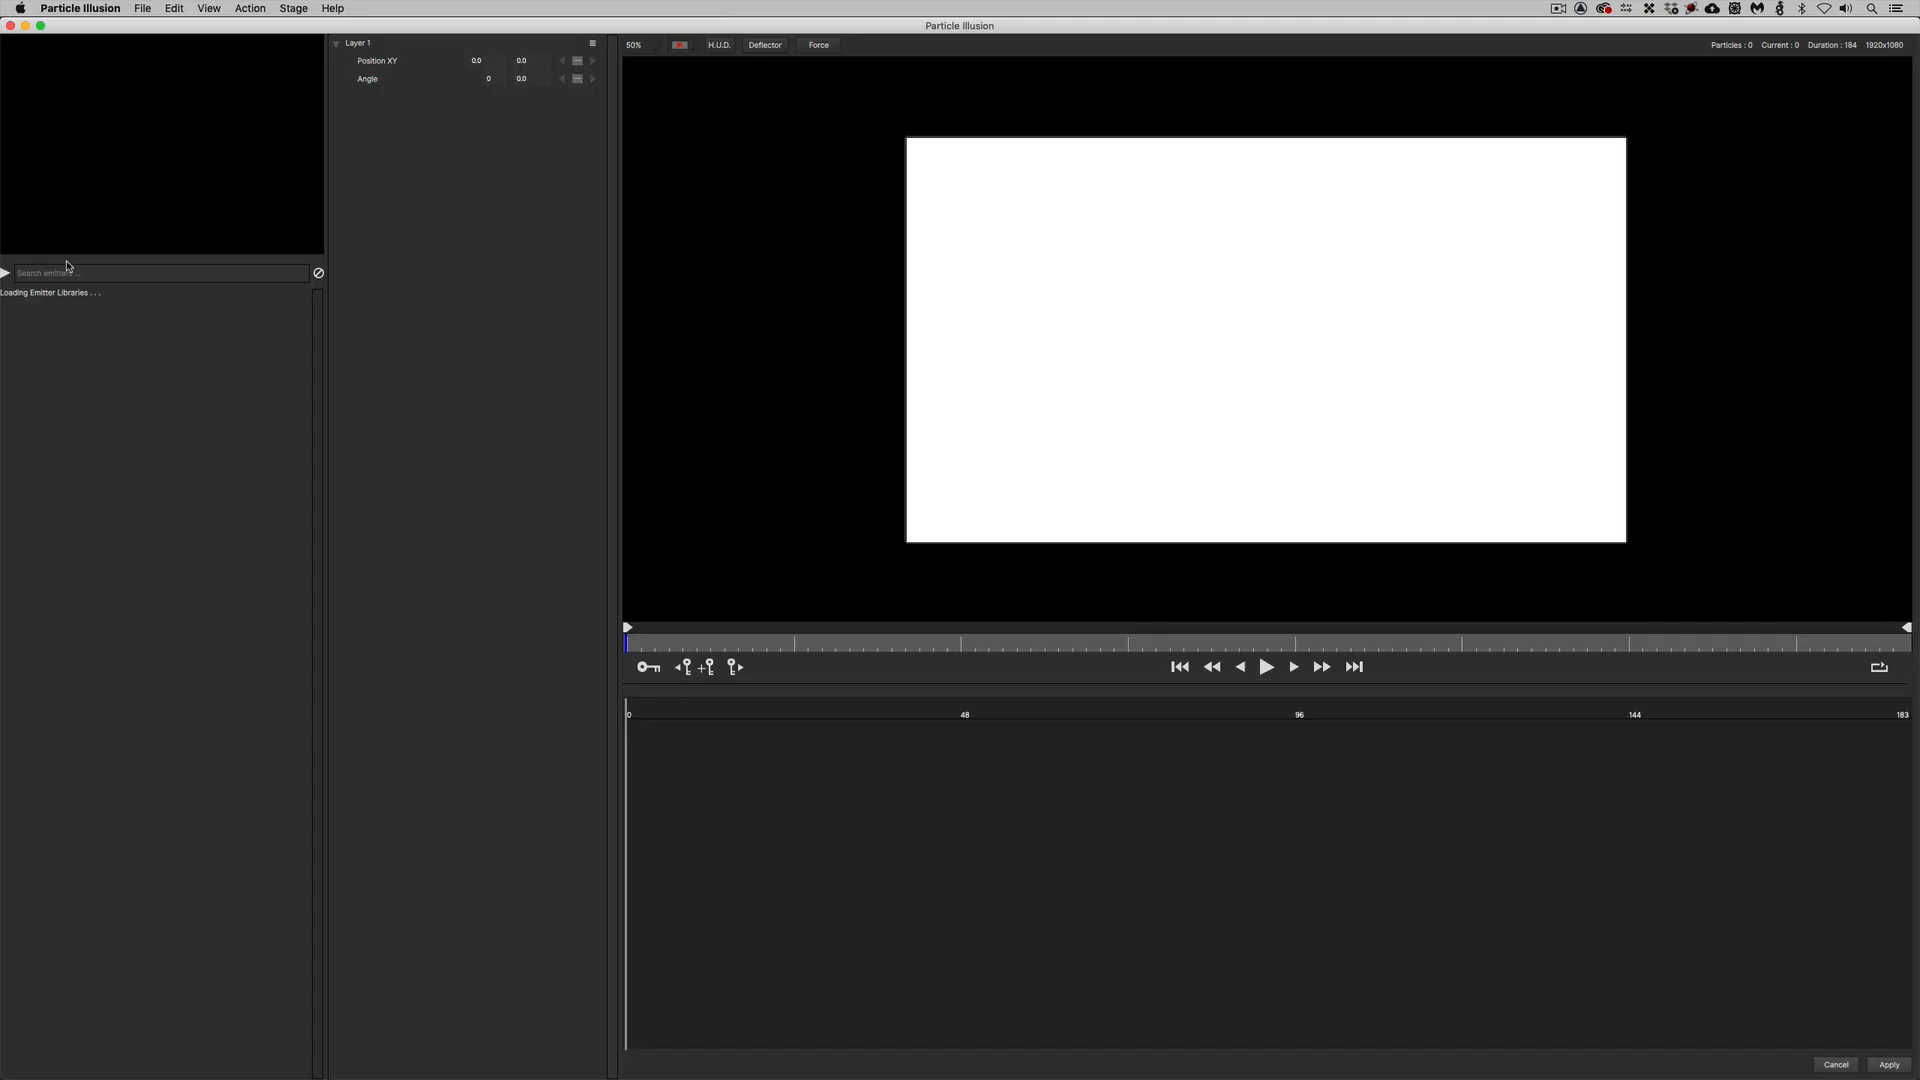 Particle Illusion File Edit View Action Stage Help
Particle Illusion
Layer 1
Position XY 0.0 0.0
Angle 0 0.0
50% H.U.D. Deflector Force Particles : 0 Current : 0 Duration : 184 1920x1080
Search emitters ...
Loading Emitter Libraries . . .
0 48 96 144 183
Cancel Apply